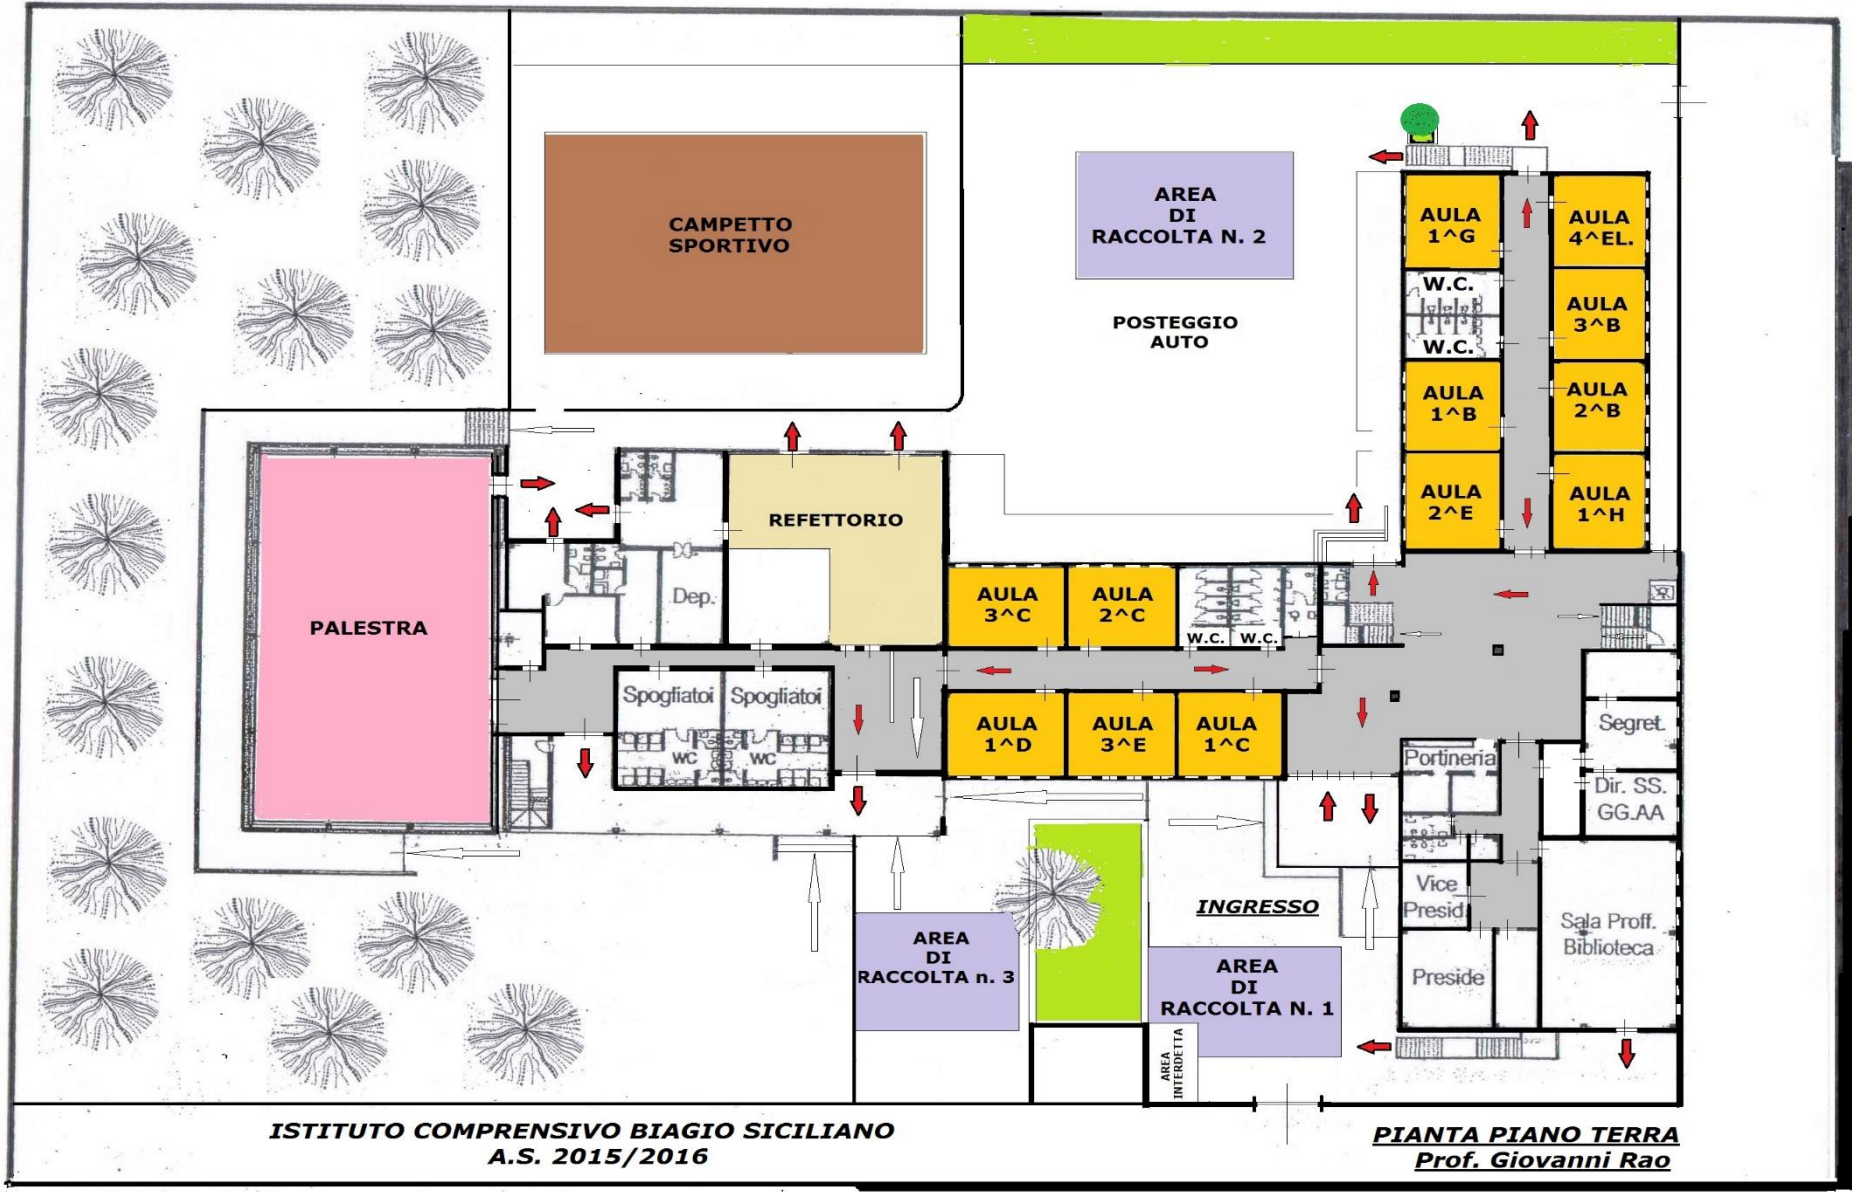 CAMPETTO
SPORTIVO
AREA
DI
RACCOLTA N. 2
POSTEGGIO
AUTO
AULA
1^G
AULA
4^EL.
W.C.
W.C.
AULA
3^B
AULA
1^B
AULA
2^B
AULA
2^E
AULA
1^H
PALESTRA
REFETTORIO
Dep.
AULA
3^C
AULA
2^C
W.C.
W.C.
Spogliatoi
Spogliatoi
WC
WC
AULA
1^D
AULA
3^E
AULA
1^C
Segret.
Portineria
Dir. SS.
GG.AA
Vice
Presid.
Sala Proff.
Biblioteca
Preside
INGRESSO
AREA
DI
RACCOLTA n. 3
AREA
DI
RACCOLTA N. 1
AREA
INTERDETTA
ISTITUTO COMPRENSIVO BIAGIO SICILIANO
A.S. 2015/2016
PIANTA PIANO TERRA
Prof. Giovanni Rao